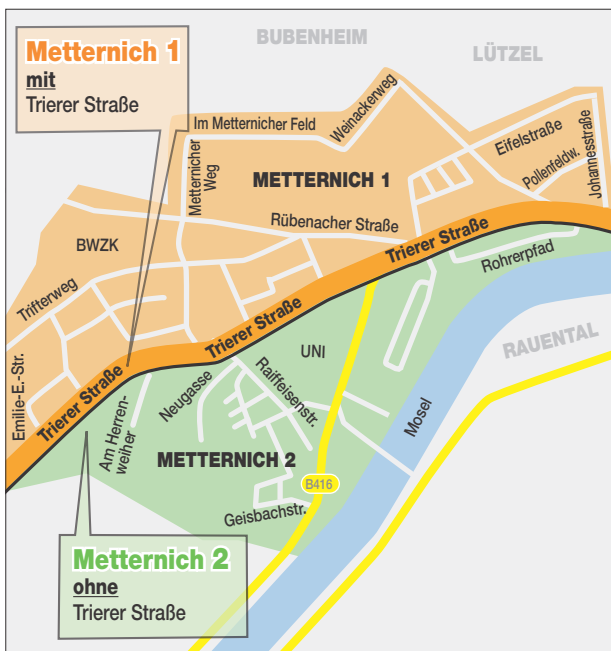 BUBENHEIM
LÜTZEL
Metternich 1
mit
Trierer Straße
Im Metternicher Feld
Weinackerweg
Eifelstraße
Pollenfeldw.
Johannesstraße
Metternicher
Weg
METTERNICH 1
Rübenacher Straße
BWZK
Trierer Straße
Rohrerpfad
Trifterweg
Trierer Straße
RAUENTAL
UNI
Emilie-E.-Str.
Trierer Straße
Am Herren-
weiher
Neugasse
Raiffeisenstr.
Mosel
METTERNICH 2
B416
Geisbachstr.
Metternich 2
ohne
Trierer Straße